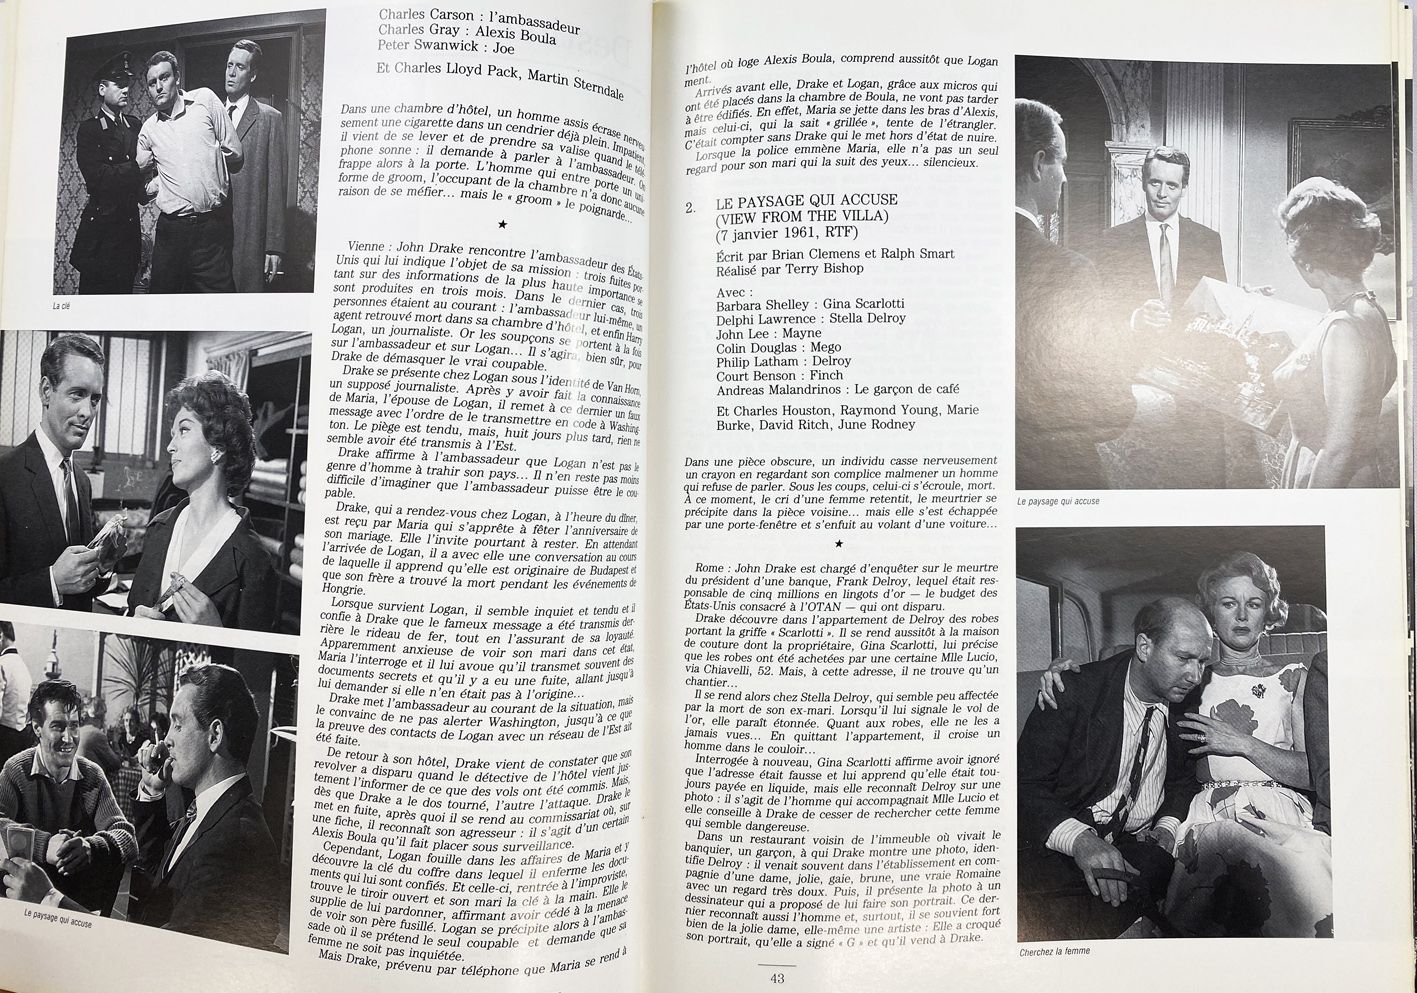 Charles Carson : l'ambassadeur
Charles Gray : Alexis Boula
Peter Swanwick : Joe
Et Charles Lloyd Pack, Martin Sterndale
Dans une chambre d'hôtel, un homme assis écrase nerveu-
sement une cigarette dans un cendrier déjà plein. Impatient,
il vient de se lever et de prendre sa valise quand le télé-
phone sonne : il demande à parler à l'ambassadeur. On
frappe alors à la porte. L'homme qui entre porte un uni-
forme de groom, l'occupant de la chambre n'a donc aucune
raison de se méfier... mais le « groom » le poignarde...
★
Vienne : John Drake rencontre l'ambassadeur des États-
Unis qui lui indique l'objet de sa mission : trois fuites por-
tant sur des informations de la plus haute importance se
sont produites en trois mois. Dans le dernier cas, trois
personnes étaient au courant : l'ambassadeur lui-même, un
agent retrouvé mort dans sa chambre d'hôtel, et enfin Harry
Logan, un journaliste. Or les soupçons se portent à la fois
sur l'ambassadeur et sur Logan... Il s'agira, bien sûr, pour
Drake de démasquer le vrai coupable.
Drake se présente chez Logan sous l'identité de Van Horn,
un supposé journaliste. Après y avoir fait la connaissance
de Maria, l'épouse de Logan, il remet à ce dernier un faux
message avec l'ordre de le transmettre en code à Washing-
ton. Le piège est tendu, mais, huit jours plus tard, rien ne
semble avoir été transmis à l'Est.
Drake affirme à l'ambassadeur que Logan n'est pas le
genre d'homme à trahir son pays... Il n'en reste pas moins
difficile d'imaginer que l'ambassadeur puisse être le cou-
pable.
Drake, qui a rendez-vous chez Logan, à l'heure du dîner,
est reçu par Maria qui s'apprête à fêter l'anniversaire de
son mariage. Elle l'invite pourtant à rester. En attendant
l'arrivée de Logan, il a avec elle une conversation au cours
de laquelle il apprend qu'elle est originaire de Budapest et
que son frère a trouvé la mort pendant les événements de
Hongrie.
Lorsque survient Logan, il semble inquiet et tendu et il
confie à Drake que le fameux message a été transmis der-
rière le rideau de fer, tout en l'assurant de sa loyauté.
Apparemment anxieuse de voir son mari dans cet état,
Maria l'interroge et il lui avoue qu'il transmet souvent des
documents secrets et qu'il y a eu une fuite, allant jusqu'à
lui demander si elle n'en était pas à l'origine...
Drake met l'ambassadeur au courant de la situation, mais
le convainc de ne pas alerter Washington, jusqu'à ce que
la preuve des contacts de Logan avec un réseau de l'Est ait
été faite.
De retour à son hôtel, Drake vient de constater que son
revolver a disparu quand le détective de l'hôtel vient jus-
tement l'informer de ce que des vols ont été commis. Mais,
dès que Drake a le dos tourné, l'autre l'attaque. Drake le
met en fuite, après quoi il se rend au commissariat où, sur
une fiche, il reconnaît son agresseur : il s'agit d'un certain
Alexis Boula qu'il fait placer sous surveillance.
Cependant, Logan fouille dans les affaires de Maria et y
découvre la clé du coffre dans lequel il enferme les docu-
ments qui lui sont confiés. Et celle-ci, rentrée à l'improviste,
trouve le tiroir ouvert et son mari la clé à la main. Elle le
supplie de lui pardonner, affirmant avoir cédé à la menace
de voir son père fusillé. Logan se précipite alors à l'ambas-
sade où il se prétend le seul coupable et demande que sa
femme ne soit pas inquiétée.
Mais Drake, prévenu par téléphone que Maria se rend à
La clé
Le paysage qui accuse
l'hôtel où loge Alexis Boula, comprend aussitôt que Logan
ment.
Arrivés avant elle, Drake et Logan, grâce aux micros qui
ont été placés dans la chambre de Boula, ne vont pas tarder
à être édifiés. En effet, Maria se jette dans les bras d'Alexis,
mais celui-ci, qui la sait « grillée », tente de l'étrangler.
C'était compter sans Drake qui le met hors d'état de nuire.
Lorsque la police emmène Maria, elle n'a pas un seul
regard pour son mari qui la suit des yeux... silencieux.
2. LE PAYSAGE QUI ACCUSE
(VIEW FROM THE VILLA)
(7 janvier 1961, RTF)
Écrit par Brian Clemens et Ralph Smart
Réalisé par Terry Bishop
Avec :
Barbara Shelley : Gina Scarlotti
Delphi Lawrence : Stella Delroy
John Lee : Mayne
Colin Douglas : Mego
Philip Latham : Delroy
Court Benson : Finch
Andreas Malandrinos : Le garçon de café
Et Charles Houston, Raymond Young, Marie
Burke, David Ritch, June Rodney
Dans une pièce obscure, un individu casse nerveusement
un crayon en regardant son complice malmener un homme
qui refuse de parler. Sous les coups, celui-ci s'écroule, mort.
À ce moment, le cri d'une femme retentit, le meurtrier se
précipite dans la pièce voisine... mais elle s'est échappée
par une porte-fenêtre et s'enfuit au volant d'une voiture...
★
Rome : John Drake est chargé d'enquêter sur le meurtre
du président d'une banque, Frank Delroy, lequel était res-
ponsable de cinq millions en lingots d'or — le budget des
États-Unis consacré à l'OTAN — qui ont disparu.
Drake découvre dans l'appartement de Delroy des robes
portant la griffe « Scarlotti ». Il se rend aussitôt à la maison
de couture dont la propriétaire, Gina Scarlotti, lui précise
que les robes ont été achetées par une certaine Mlle Lucio,
via Chiavelli, 52. Mais, à cette adresse, il ne trouve qu'un
chantier...
Il se rend alors chez Stella Delroy, qui semble peu affectée
par la mort de son ex-mari. Lorsqu'il lui signale le vol de
l'or, elle paraît étonnée. Quant aux robes, elle ne les a
jamais vues... En quittant l'appartement, il croise un
homme dans le couloir...
Interrogée à nouveau, Gina Scarlotti affirme avoir ignoré
que l'adresse était fausse et lui apprend qu'elle était tou-
jours payée en liquide, mais elle reconnaît Delroy sur une
photo : il s'agit de l'homme qui accompagnait Mlle Lucio et
elle conseille à Drake de cesser de rechercher cette femme
qui semble dangereuse.
Dans un restaurant voisin de l'immeuble où vivait le
banquier, un garçon, à qui Drake montre une photo, iden-
tifie Delroy : il venait souvent dans l'établissement en com-
pagnie d'une dame, jolie, gaie, brune, une vraie Romaine
avec un regard très doux. Puis, il présente la photo à un
dessinateur qui a proposé de lui faire son portrait. Ce der-
nier reconnaît aussi l'homme et, surtout, il se souvient fort
bien de la jolie dame, elle-même une artiste : Elle a croqué
son portrait, qu'elle a signé « G » et qu'il vend à Drake.
Le paysage qui accuse
Cherchez la femme
43